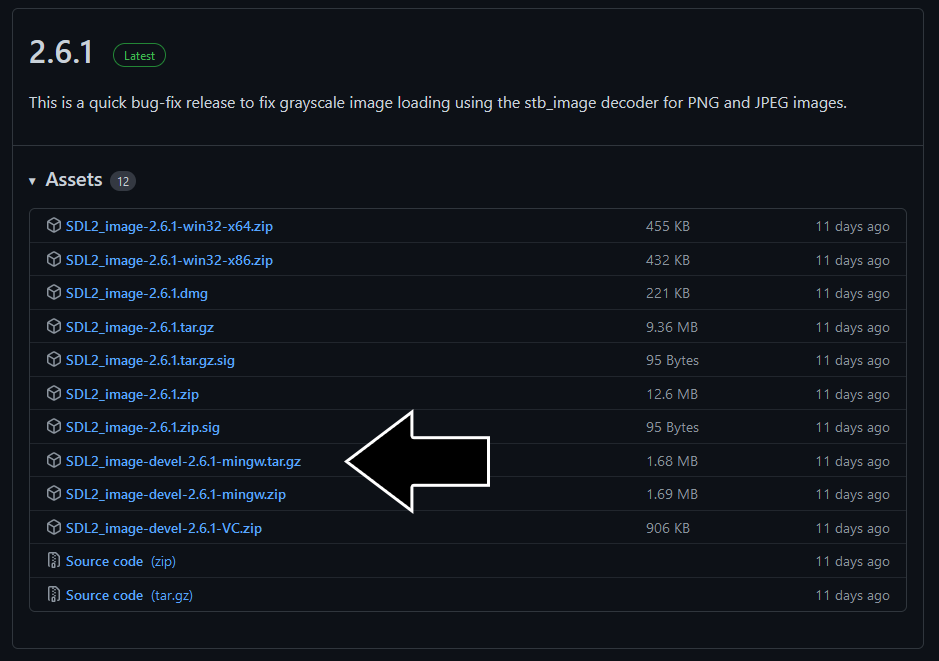 2.6.1 Latest
This is a quick bug-fix release to fix grayscale image loading using the stb_image decoder for PNG and JPEG images.
Assets 12
SDL2_image-2.6.1-win32-x64.zip 455 KB 11 days ago
SDL2_image-2.6.1-win32-x86.zip 432 KB 11 days ago
SDL2_image-2.6.1.dmg 221 KB 11 days ago
SDL2_image-2.6.1.tar.gz 9.36 MB 11 days ago
SDL2_image-2.6.1.tar.gz.sig 95 Bytes 11 days ago
SDL2_image-2.6.1.zip 12.6 MB 11 days ago
SDL2_image-2.6.1.zip.sig 95 Bytes 11 days ago
SDL2_image-devel-2.6.1-mingw.tar.gz 1.68 MB 11 days ago
SDL2_image-devel-2.6.1-mingw.zip 1.69 MB 11 days ago
SDL2_image-devel-2.6.1-VC.zip 906 KB 11 days ago
Source code (zip) 11 days ago
Source code (tar.gz) 11 days ago